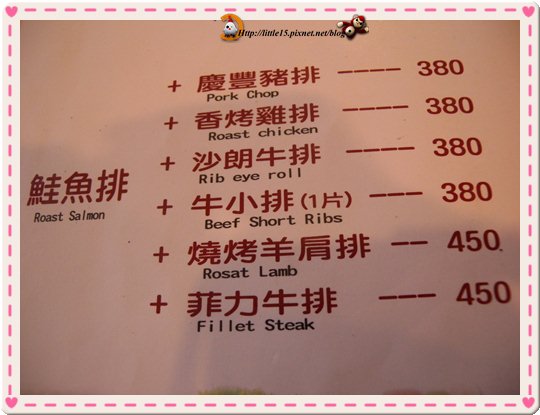 Http://little15.pixnet.net/blog
+ 慶豐豬排 ---- 380
Pork Chop
+ 香烤雞排 ---- 380
Roast chicken
+ 沙朗牛排 ---- 380
Rib eye roll
鮭魚排
Roast Salmon
+ 牛小排(1片) --- 380
Beef Short Ribs
+ 燒烤羊肩排 -- 450
Rosat Lamb
+ 菲力牛排 --- 450
Fillet Steak